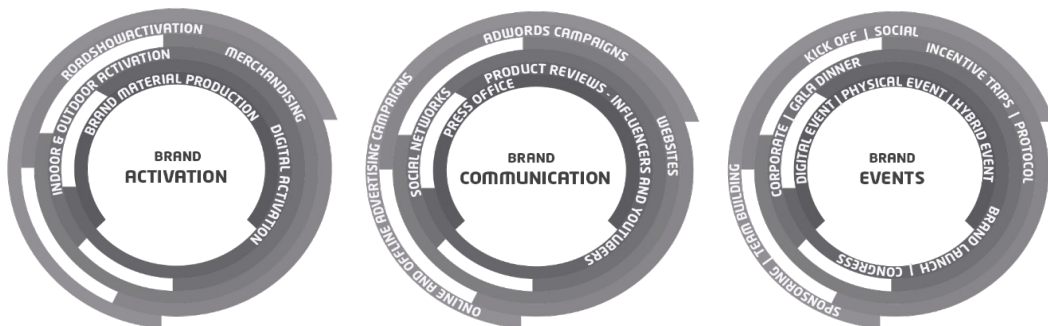 ROADSHOWACTIVATION
MERCHANDISING
INDOOR & OUTDOOR ACTIVATION
BRAND MATERIAL PRODUCTION
DIGITAL ACTIVATION
BRAND
ACTIVATION
ADWORDS CAMPAIGNS
ONLINE AND OFFLINE ADVERTISING CAMPAIGNS
WEBSITES
SOCIAL NETWORKS
PRESS OFFICE
PRODUCT REVIEWS - INFLUENCERS AND YOUTUBERS
BRAND
COMMUNICATION
KICK OFF | SOCIAL
INCENTIVE TRIPS | PROTOCOL
CORPORATE | GALA DINNER
DIGITAL EVENT | PHYSICAL EVENT | HYBRID EVENT
BRAND LAUNCH | CONGRESS
SPONSORING | TEAM BUILDING
BRAND
EVENTS